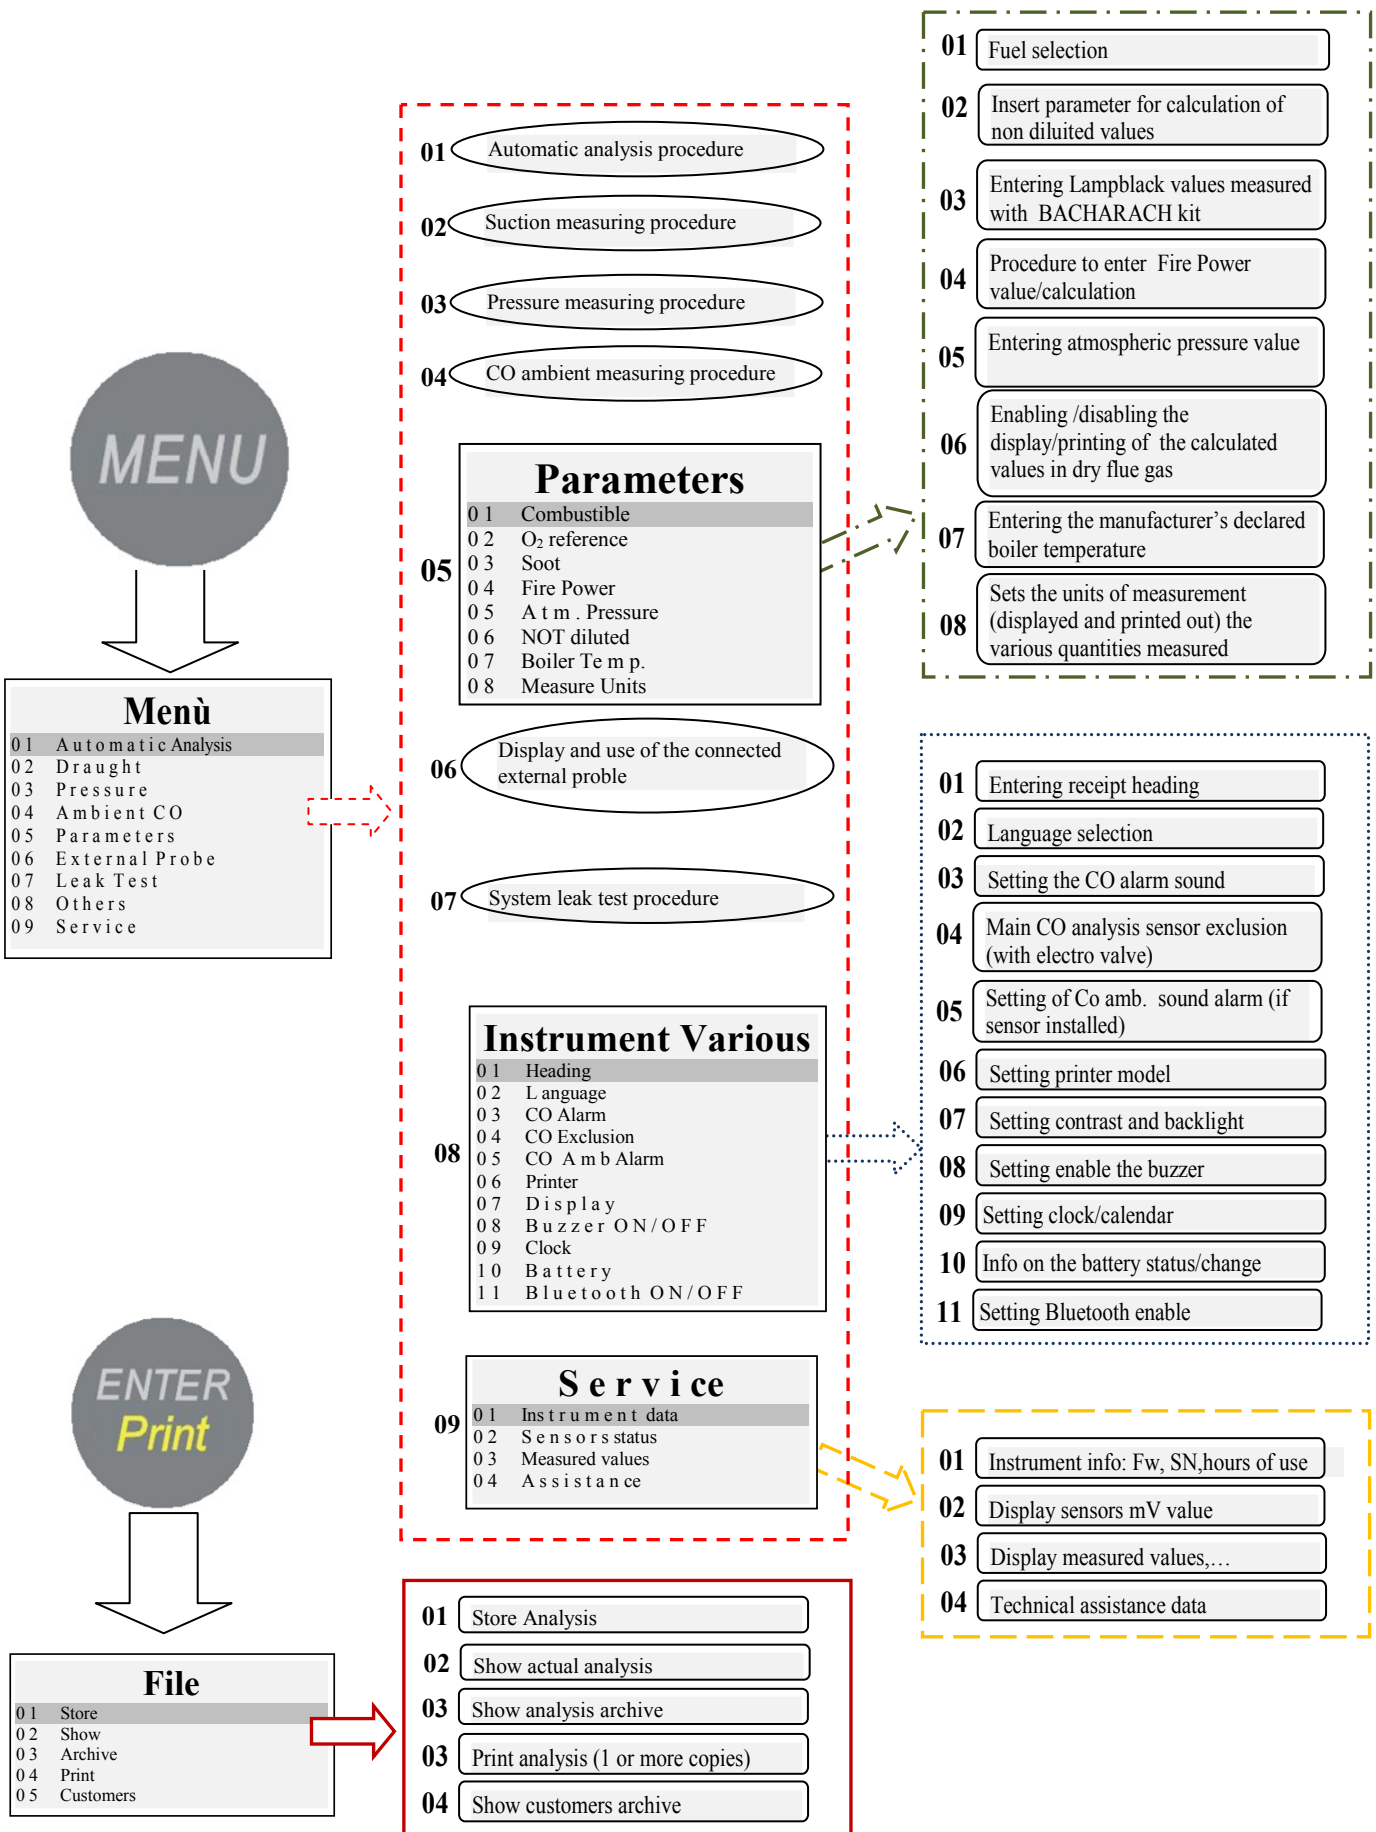 MENU
Menù
01 Automatic Analysis
02 Draught
03 Pressure
04 Ambient CO
05 Parameters
06 External Probe
07 Leak Test
08 Others
09 Service
01 Automatic analysis procedure
02 Suction measuring procedure
03 Pressure measuring procedure
04 CO ambient measuring procedure
05
Parameters
01 Combustible
02 O₂ reference
03 Soot
04 Fire Power
05 Atm. Pressure
06 NOT diluted
07 Boiler Temp.
08 Measure Units
06 Display and use of the connected
external proble
07 System leak test procedure
08
Instrument Various
01 Heading
02 Language
03 CO Alarm
04 CO Exclusion
05 CO Amb Alarm
06 Printer
07 Display
08 Buzzer ON/OFF
09 Clock
10 Battery
11 Bluetooth ON/OFF
09
Service
01 Instrument data
02 Sensors status
03 Measured values
04 Assistance
01 Fuel selection
02 Insert parameter for calculation of
non diluited values
03 Entering Lampblack values measured
with BACHARACH kit
04 Procedure to enter Fire Power
value/calculation
05 Entering atmospheric pressure value
06 Enabling /disabling the
display/printing of the calculated
values in dry flue gas
07 Entering the manufacturer’s declared
boiler temperature
08 Sets the units of measurement
(displayed and printed out) the
various quantities measured
01 Entering receipt heading
02 Language selection
03 Setting the CO alarm sound
04 Main CO analysis sensor exclusion
(with electro valve)
05 Setting of Co amb. sound alarm (if
sensor installed)
06 Setting printer model
07 Setting contrast and backlight
08 Setting enable the buzzer
09 Setting clock/calendar
10 Info on the battery status/change
11 Setting Bluetooth enable
01 Instrument info: Fw, SN,hours of use
02 Display sensors mV value
03 Display measured values,…
04 Technical assistance data
ENTER
Print
File
01 Store
02 Show
03 Archive
04 Print
05 Customers
01 Store Analysis
02 Show actual analysis
03 Show analysis archive
03 Print analysis (1 or more copies)
04 Show customers archive